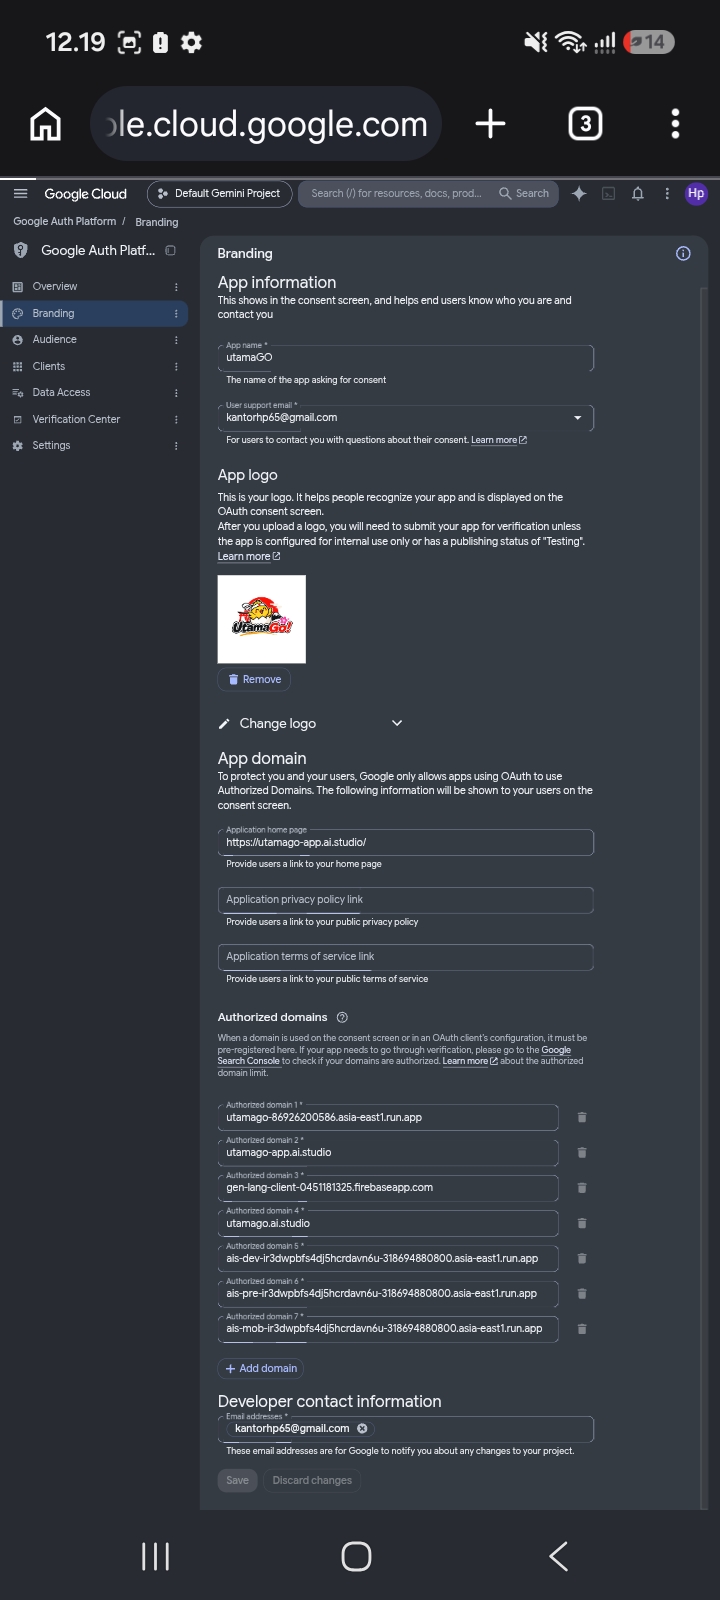 12.19
14
le.cloud.google.com
3
Google Cloud
Default Gemini Project
Search (/) for resources, docs, prod...
Search
Hp
Google Auth Platform / Branding
Google Auth Platf...
Overview
Branding
Audience
Clients
Data Access
Verification Center
Settings
Branding
App information
This shows in the consent screen, and helps end users know who you are and
contact you
App name *
utamaGO
The name of the app asking for consent
User support email *
kantorhp65@gmail.com
For users to contact you with questions about their consent. Learn more
App logo
This is your logo. It helps people recognize your app and is displayed on the
OAuth consent screen.
After you upload a logo, you will need to submit your app for verification unless
the app is configured for internal use only or has a publishing status of "Testing".
Learn more
UtamaGo!
Remove
Change logo
App domain
To protect you and your users, Google only allows apps using OAuth to use
Authorized Domains. The following information will be shown to your users on the
consent screen.
Application home page
https://utamago-app.ai.studio/
Provides users a link to your home page
Application privacy policy link
Provides users a link to your public privacy policy
Application terms of service link
Provides users a link to your public terms of service
Authorized domains
When a domain is used on the consent screen or in an OAuth client's configuration, it must be
pre-registered here. If your app needs to go through verification, please go to the Google
Search Console to check if your domains are authorized. Learn more about the authorized
domain limit.
Authorized domain 1 *
utamago-86926200586.asia-east1.run.app
Authorized domain 2 *
utamago-app.ai.studio
Authorized domain 3 *
gen-lang-client-0451181325.firebaseapp.com
Authorized domain 4 *
utamago.ai.studio
Authorized domain 5 *
ais-dev-ir3dwpbfs4dj5hcrdavn6u-318694880800.asia-east1.run.app
Authorized domain 6 *
ais-pre-ir3dwpbfs4dj5hcrdavn6u-318694880800.asia-east1.run.app
Authorized domain 7 *
ais-mob-ir3dwpbfs4dj5hcrdavn6u-318694880800.asia-east1.run.app
Add domain
Developer contact information
Email addresses *
kantorhp65@gmail.com
These email addresses are for Google to notify you about any changes to your project.
Save
Discard changes